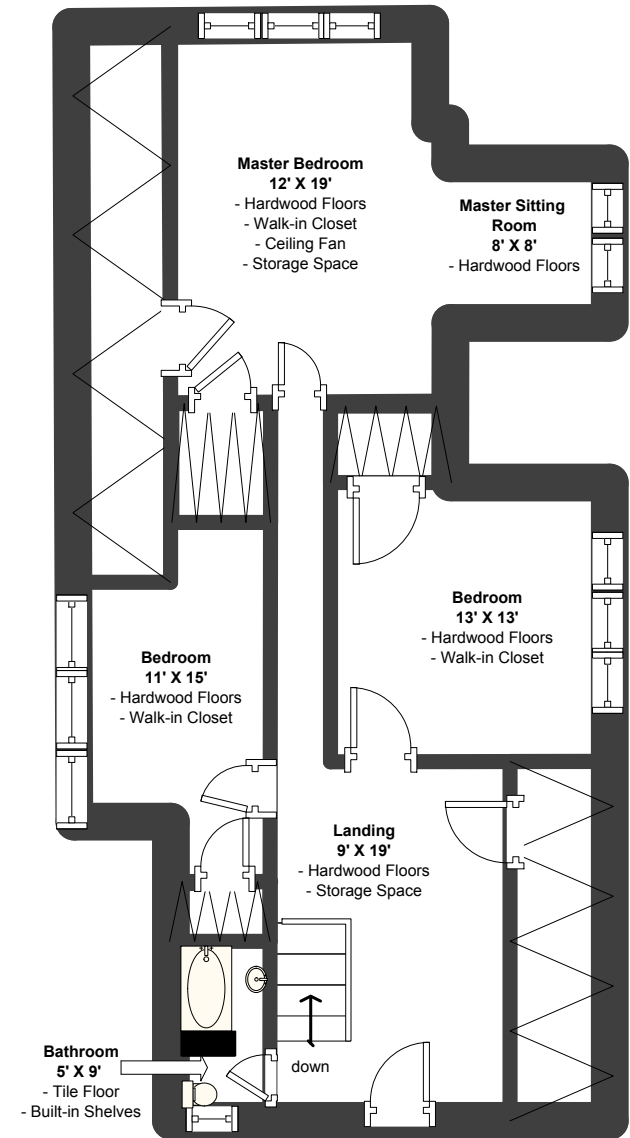 Master Bedroom
12' X 19'
- Hardwood Floors
- Walk-in Closet
- Ceiling Fan
- Storage Space
Master Sitting
Room
8' X 8'
- Hardwood Floors
Bedroom
13' X 13'
- Hardwood Floors
- Walk-in Closet
Bedroom
11' X 15'
- Hardwood Floors
- Walk-in Closet
Landing
9' X 19'
- Hardwood Floors
- Storage Space
down
Bathroom
5' X 9'
- Tile Floor
- Built-in Shelves